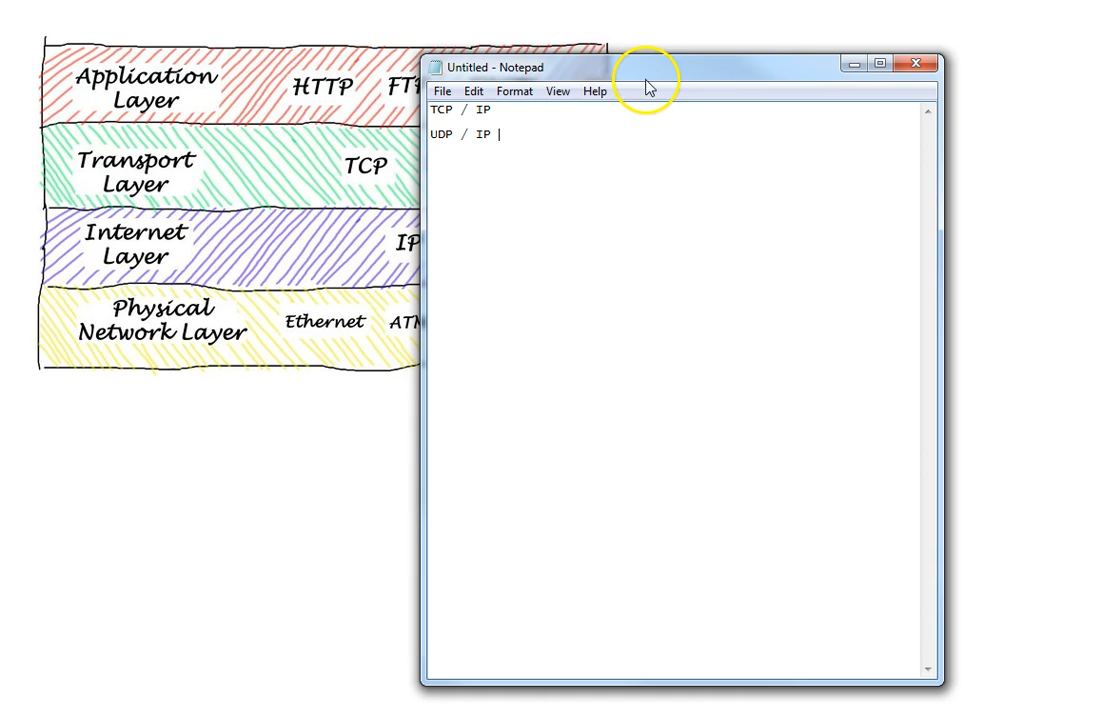 Application
Layer
HTTP
Transport
Layer
TCP
Internet
Layer
IP
Physical
Network Layer
Ethernet
Untitled - Notepad
File Edit Format View Help
TCP / IP
UDP / IP